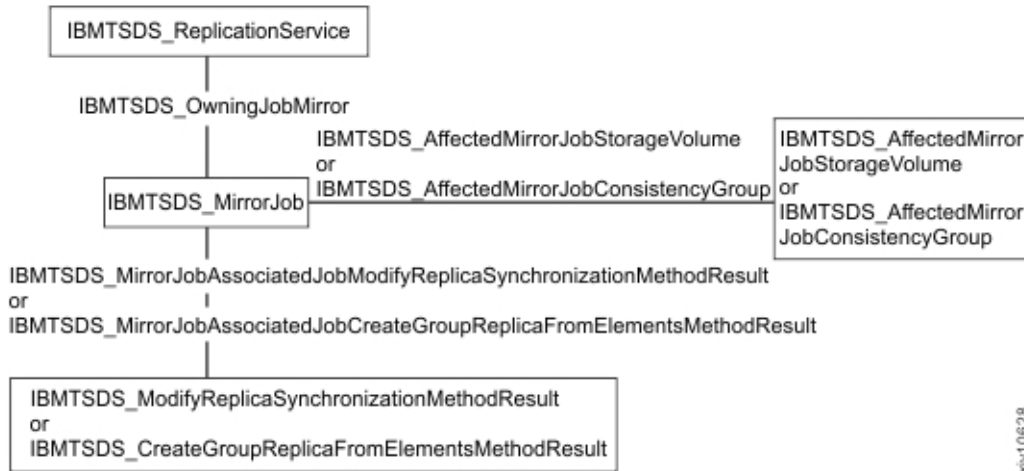 IBMTSDS_ReplicationService
IBMTSDS_OwningJobMirror
IBMTSDS_AffectedMirrorJobStorageVolume
or
IBMTSDS_AffectedMirrorJobConsistencyGroup
IBMTSDS_AffectedMirror
JobStorageVolume
or
IBMTSDS_AffectedMirror
JobConsistencyGroup
IBMTSDS_MirrorJob
IBMTSDS_MirrorJobAssociatedJobModifyReplicaSynchronizationMethodResult
or
IBMTSDS_MirrorJobAssociatedJobCreateGroupReplicaFromElementsMethodResult
IBMTSDS_ModifyReplicaSynchronizationMethodResult
or
IBMTSDS_CreateGroupReplicaFromElementsMethodResult